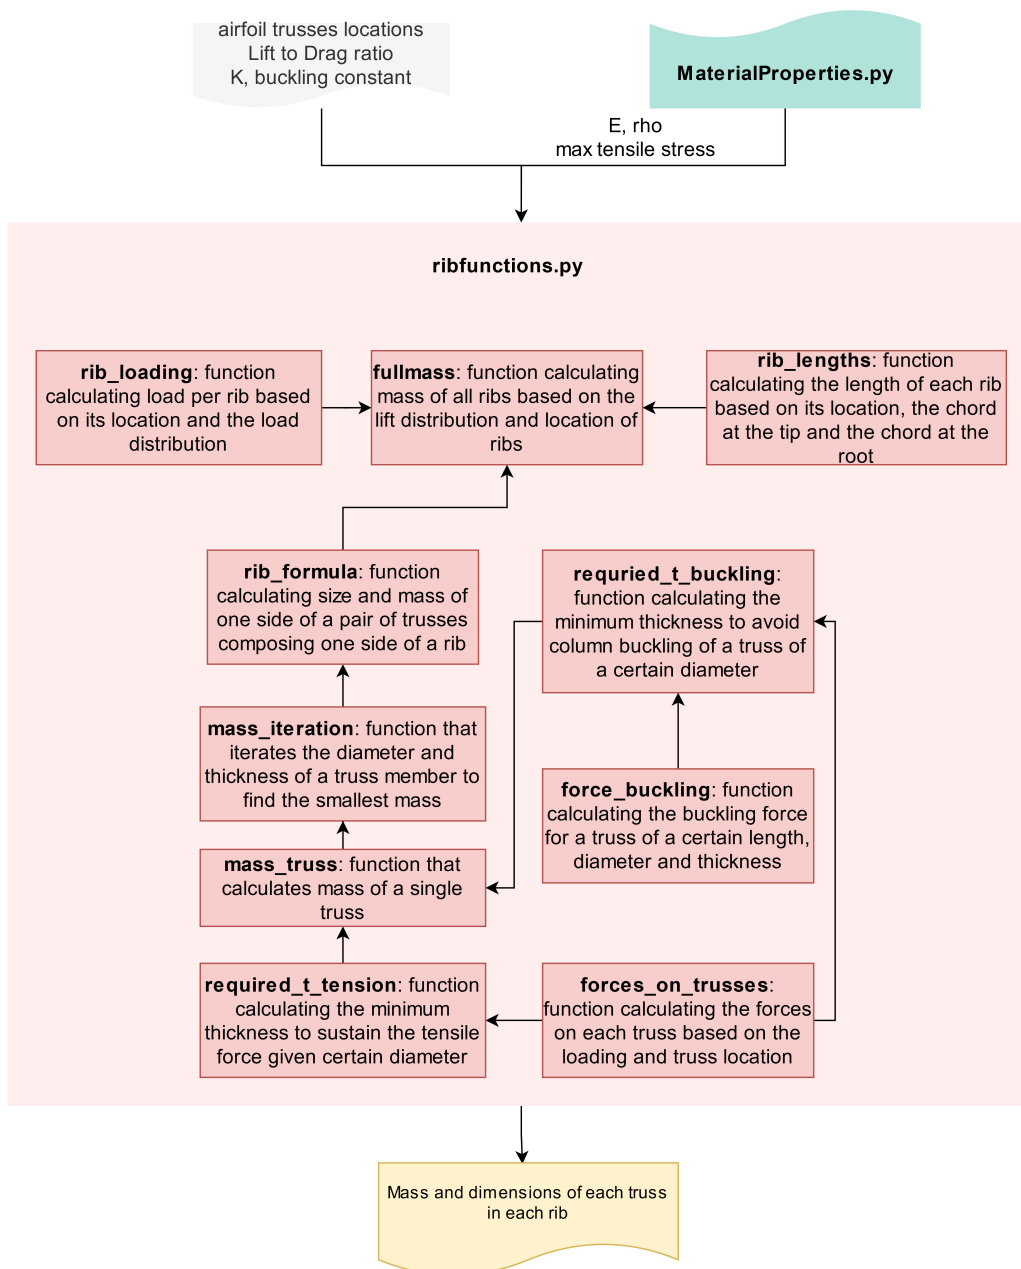 airfoil trusses locations
Lift to Drag ratio
K, buckling constant
MaterialProperties.py
E, rho
max tensile stress
ribfunctions.py
rib_loading: function
calculating load per rib based
on its location and the load
distribution
fullmass: function calculating
mass of all ribs based on the
lift distribution and location of
ribs
rib_lengths: function
calculating the length of each rib
based on its location, the chord
at the tip and the chord at the
root
rib_formula: function
calculating size and mass of
one side of a pair of trusses
composing one side of a rib
requried_t_buckling:
function calculating the
minimum thickness to avoid
column buckling of a truss of
a certain diameter
mass_iteration: function that
iterates the diameter and
thickness of a truss member to
find the smallest mass
force_buckling: function
calculating the buckling force
for a truss of a certain length,
diameter and thickness
mass_truss: function that
calculates mass of a single
truss
required_t_tension: function
calculating the minimum
thickness to sustain the tensile
force given certain diameter
forces_on_trusses:
function calculating the forces
on each truss based on the
loading and truss location
Mass and dimensions of each truss
in each rib